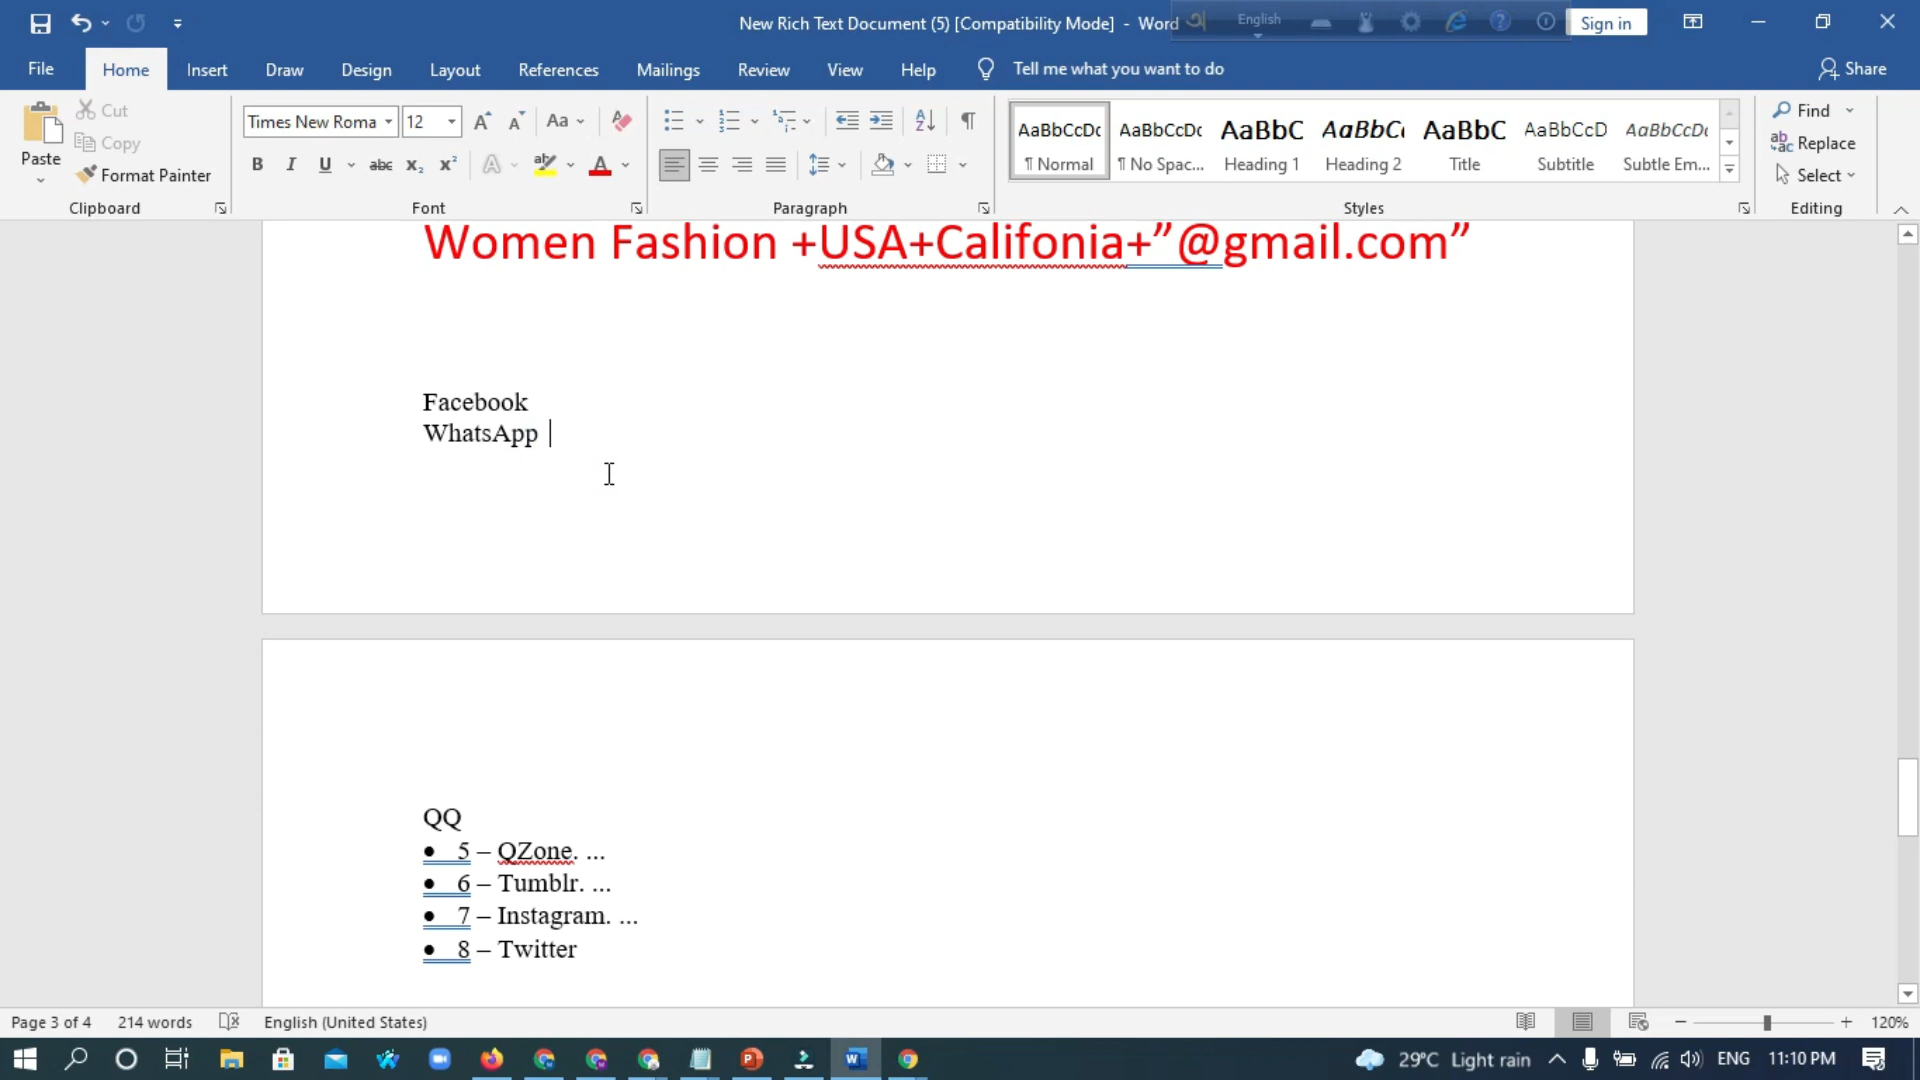 New Rich Text Document (5) [Compatibility Mode] - Word
English
Sign in
File
Home
Insert
Draw
Design
Layout
References
Mailings
Review
View
Help
Tell me what you want to do
Share
Paste
Cut
Copy
Format Painter
Clipboard
Times New Roma
12
Font
Paragraph
AaBbCcDc
¶ Normal
AaBbCcDc
¶ No Spac...
AaBbC
Heading 1
AaBbC
Heading 2
AaBbC
Title
AaBbCcD
Subtitle
AaBbCcDc
Subtle Em...
Styles
Find
Replace
Select
Editing
Women Fashion +USA+Califonia+”@gmail.com”
Facebook
WhatsApp
QQ
• 5 – QZone. ...
• 6 – Tumblr. ...
• 7 – Instagram. ...
• 8 – Twitter
Page 3 of 4
214 words
English (United States)
120%
29°C Light rain
ENG
11:10 PM